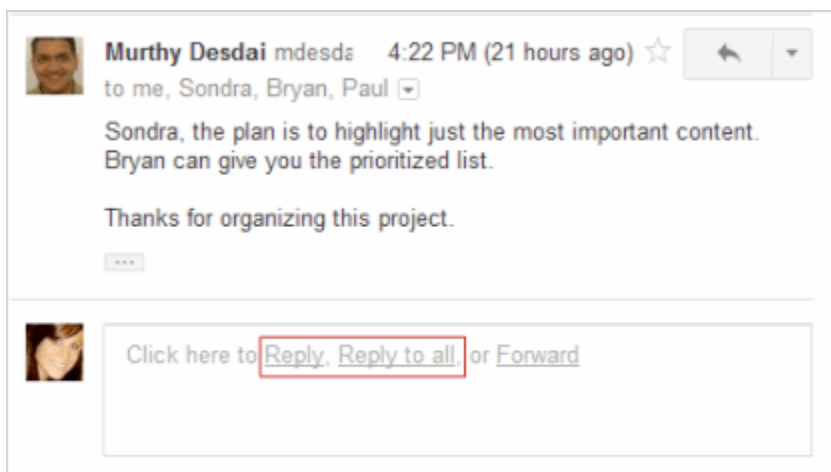 Murthy Desdai mdesda 4:22 PM (21 hours ago)
to me, Sondra, Bryan, Paul
Sondra, the plan is to highlight just the most important content.
Bryan can give you the prioritized list.
Thanks for organizing this project.
...
Click here to Reply, Reply to all, or Forward